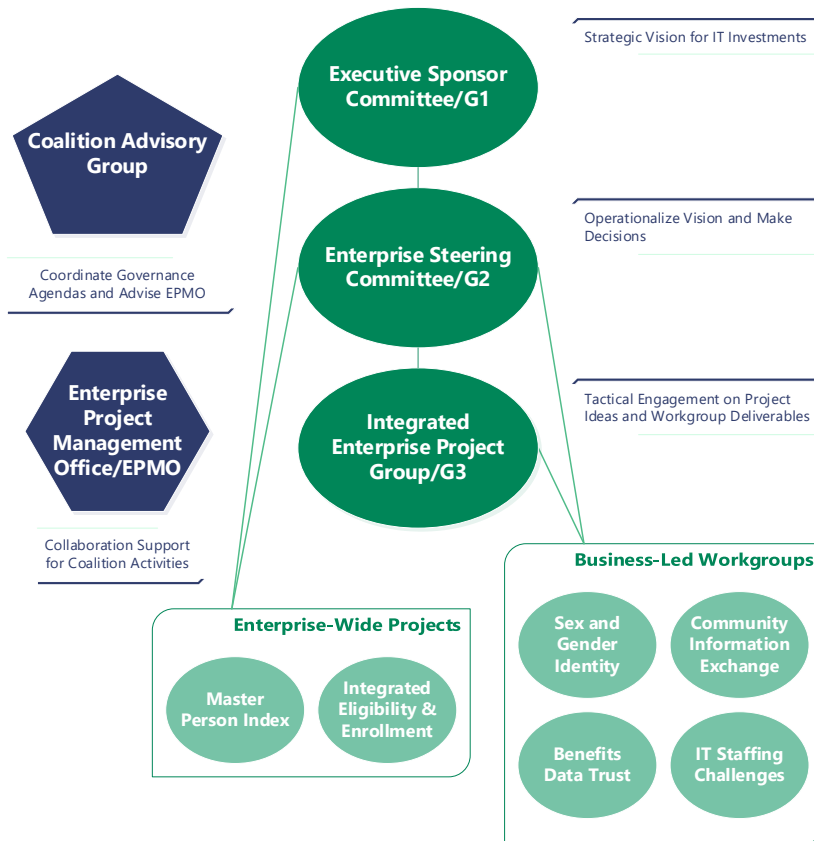 Executive Sponsor
Committee/G1
Strategic Vision for IT Investments
Coalition Advisory
Group
Coordinate Governance
Agendas and Advise EPMO
Enterprise Steering
Committee/G2
Operationalize Vision and Make
Decisions
Enterprise
Project
Management
Office/EPMO
Collaboration Support
for Coalition Activities
Integrated
Enterprise Project
Group/G3
Tactical Engagement on Project
Ideas and Workgroup Deliverables
Enterprise-Wide Projects
Master
Person Index
Integrated
Eligibility &
Enrollment
Business-Led Workgroups
Sex and
Gender
Identity
Community
Information
Exchange
Benefits
Data Trust
IT Staffing
Challenges